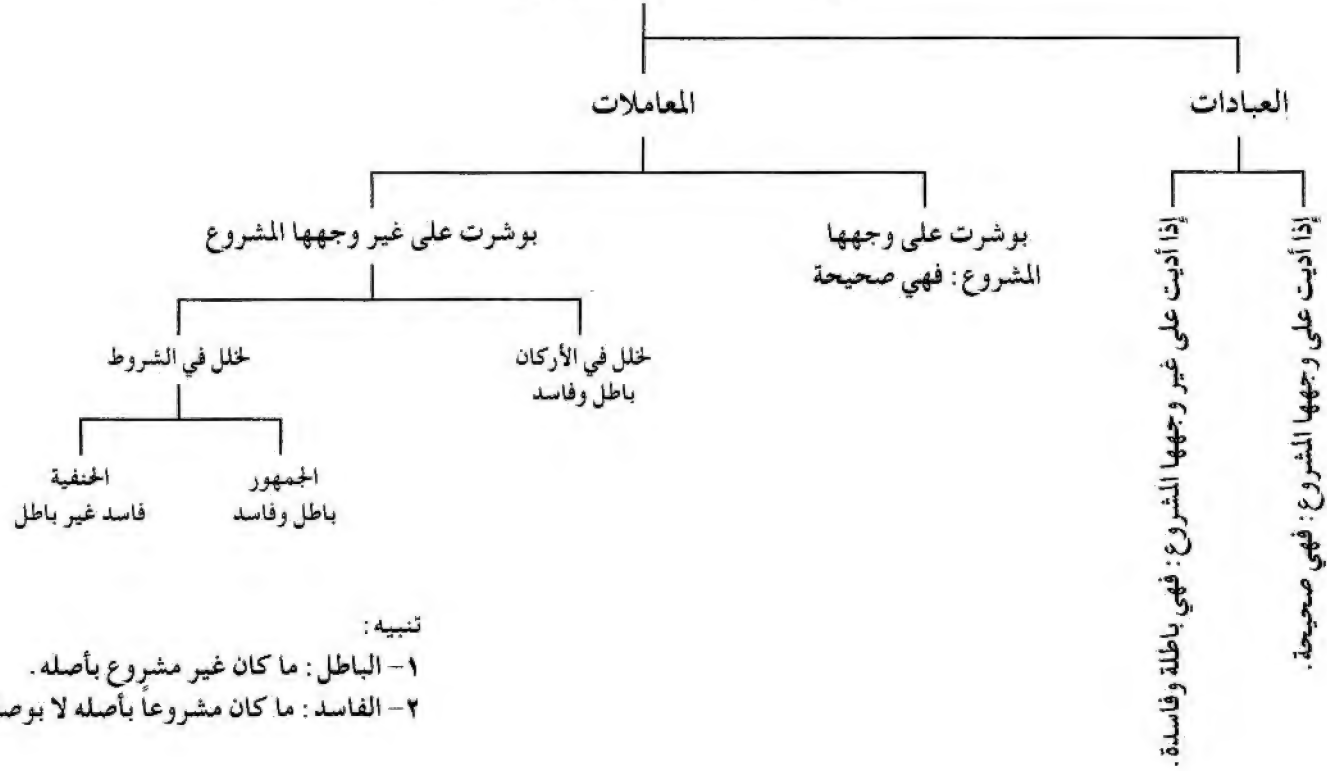 العبادات
إذا أديت على وجهها المشروع: فهي صحيحة.
إذا أديت على غير وجهها المشروع: فهي باطلة وفاسدة.
المعاملات
بوشرت على وجهها
المشروع: فهي صحيحة
بوشرت على غير وجهها المشروع
لخلل في الأركان
باطل وفاسد
لخلل في الشروط
الجمهور
باطل وفاسد
الحنفية
فاسد غير باطل
تنبيه:
١- الباطل: ما كان غير مشروع بأصله.
٢- الفاسد: ما كان مشروعاً بأصله لا